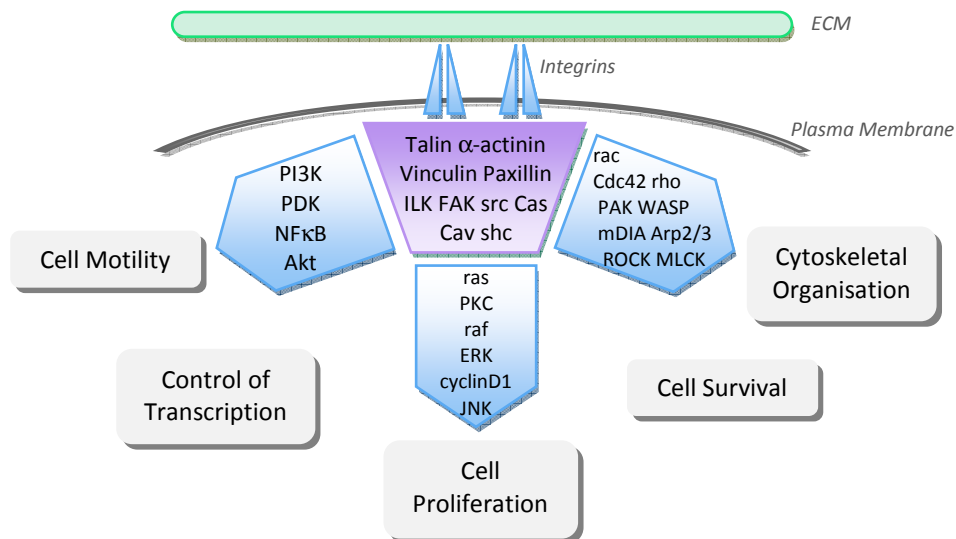 ECM
Integrins
Plasma Membrane
Talin α-actinin
Vinculin Paxillin
ILK FAK src Cas
Cav shc
PI3K
PDK
NFκB
Akt
rac
Cdc42 rho
PAK WASP
mDIA Arp2/3
ROCK MLCK
ras
PKC
raf
ERK
cyclinD1
JNK
Cell Motility
Cytoskeletal
Organisation
Control of
Transcription
Cell Survival
Cell
Proliferation